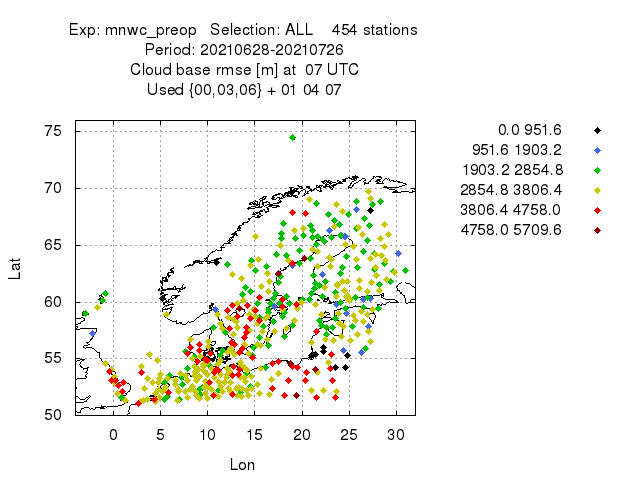 Exp: mnwc_preop Selection: ALL 454 stations
Period: 20210628-20210726
Cloud base rmse [m] at 07 UTC
Used {00,03,06} + 01 04 07
0.0 951.6
951.6 1903.2
1903.2 2854.8
2854.8 3806.4
3806.4 4758.0
4758.0 5709.6
75
70
65
60
55
50
Lat
0 5 10 15 20 25 30
Lon